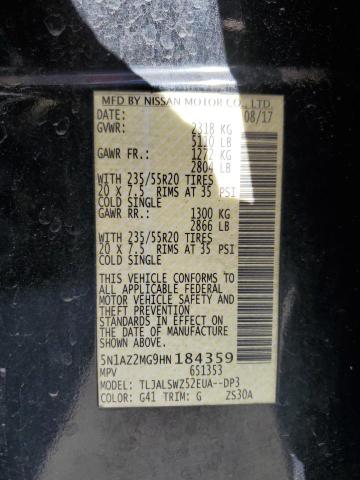 MFD BY NISSAN MOTOR CO., LTD.
DATE: 08/17
GVWR: 2318 KG
5110 LB
GAWR FR.: 1272 KG
2804 LB
WITH 235/55R20 TIRES
20 X 7.5 RIMS AT 35 PSI
COLD SINGLE
GAWR RR.: 1300 KG
2866 LB
WITH 235/55R20 TIRES
20 X 7.5 RIMS AT 35 PSI
COLD SINGLE
THIS VEHICLE CONFORMS TO
ALL APPLICABLE FEDERAL
MOTOR VEHICLE SAFETY
AND THEFT PREVENTION
STANDARDS IN EFFECT ON
THE DATE OF MANUFACTURE
SHOWN ABOVE.
5N1AZ2MG9HN184359
MPV 651353
MODEL: TLJALSWZ52EUA--DP3
COLOR: G41 TRIM: G ZS30A